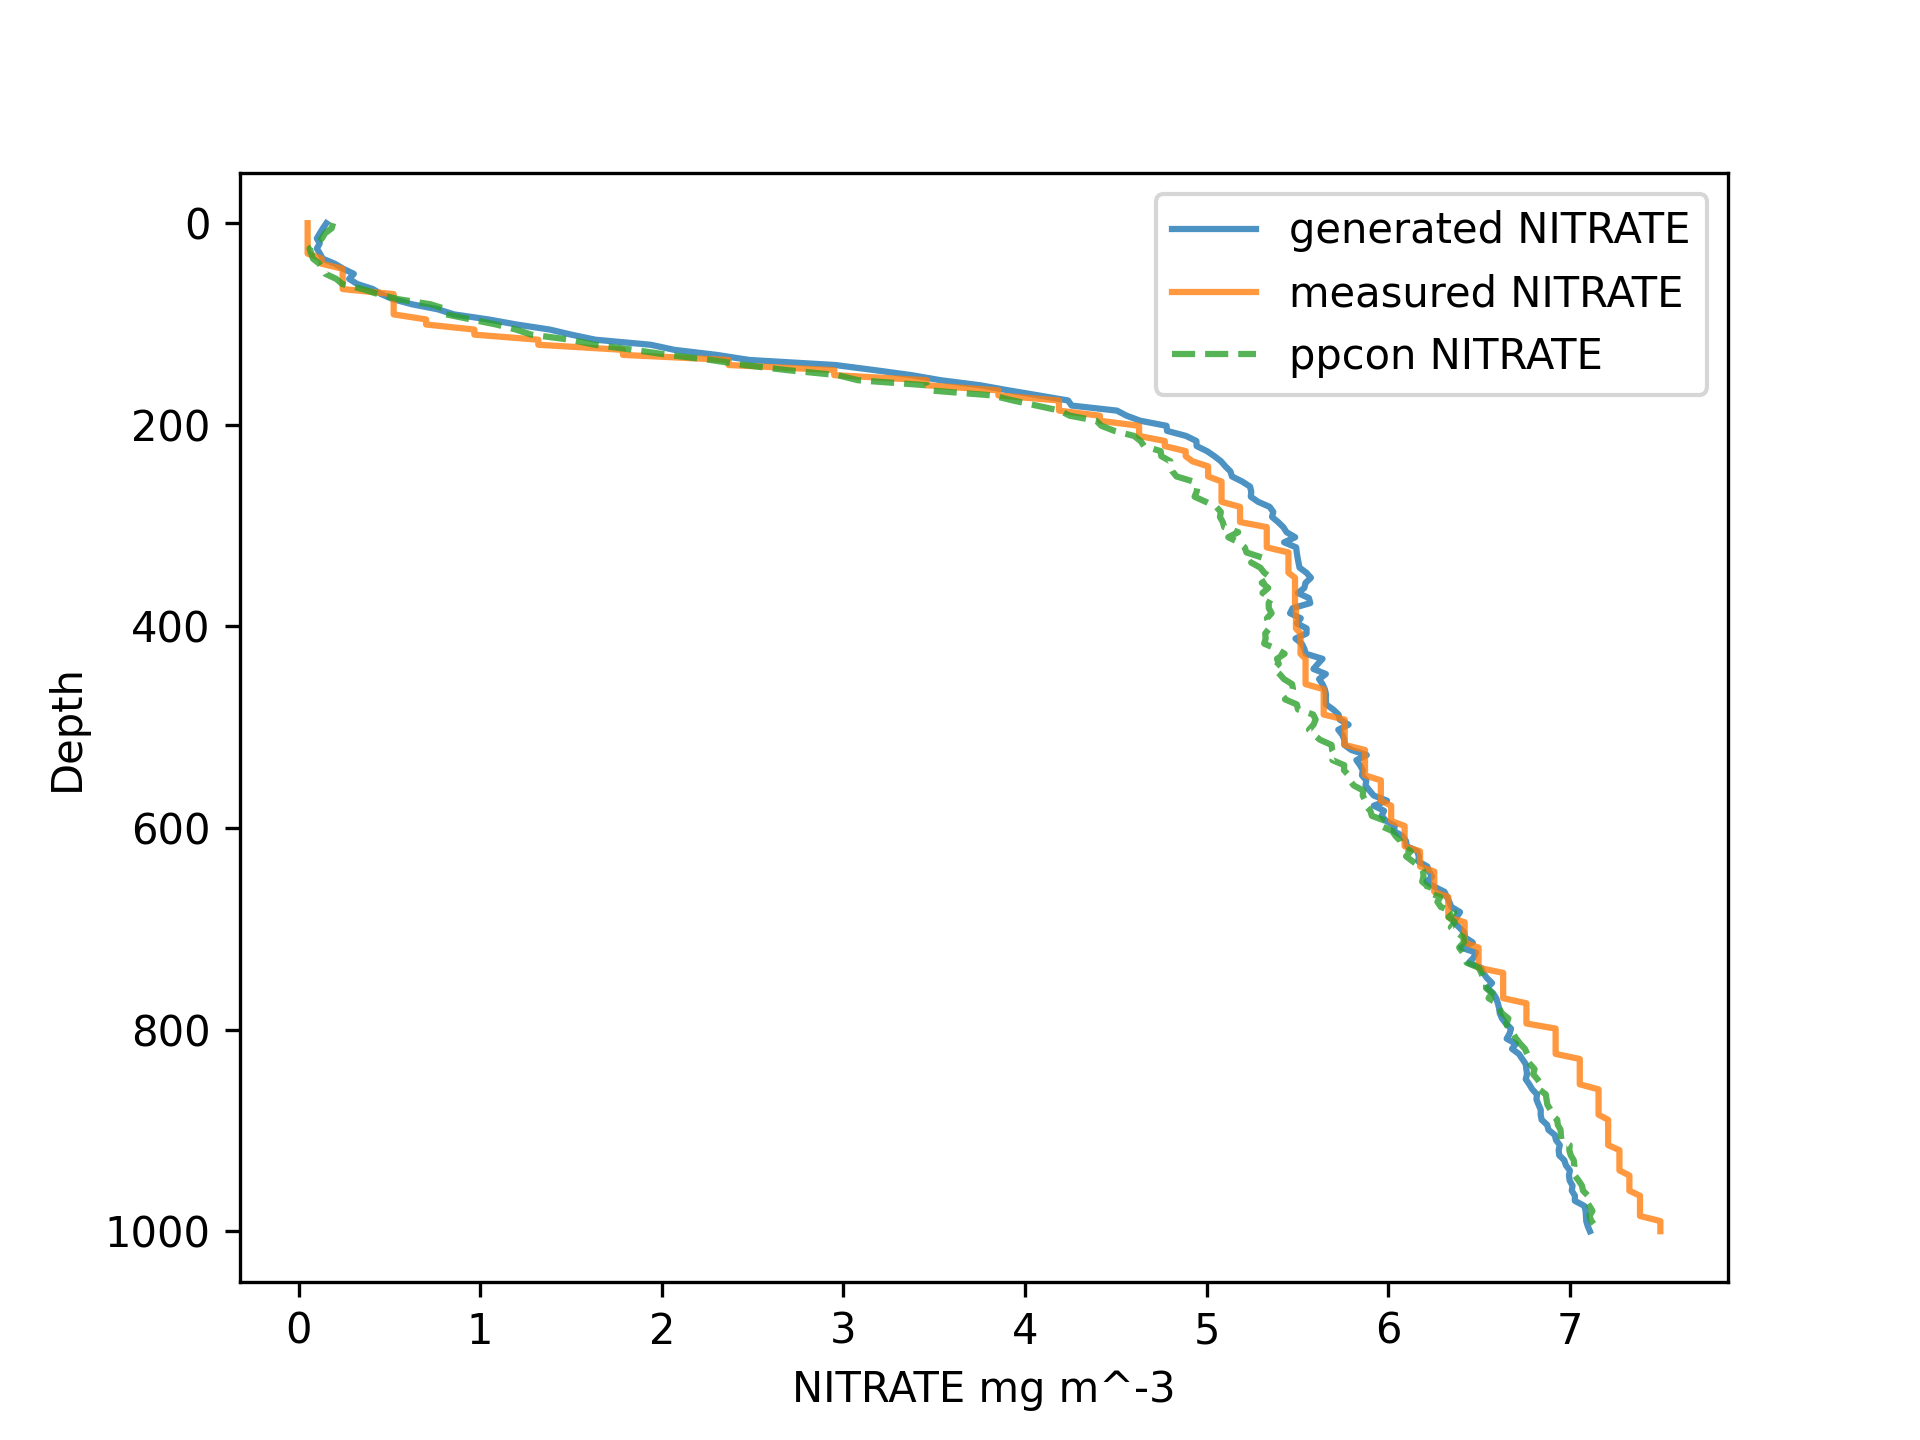 generated NITRATE
measured NITRATE
ppcon NITRATE
0
200
400
600
800
1000
Depth
0 1 2 3 4 5 6 7
NITRATE mg m^-3